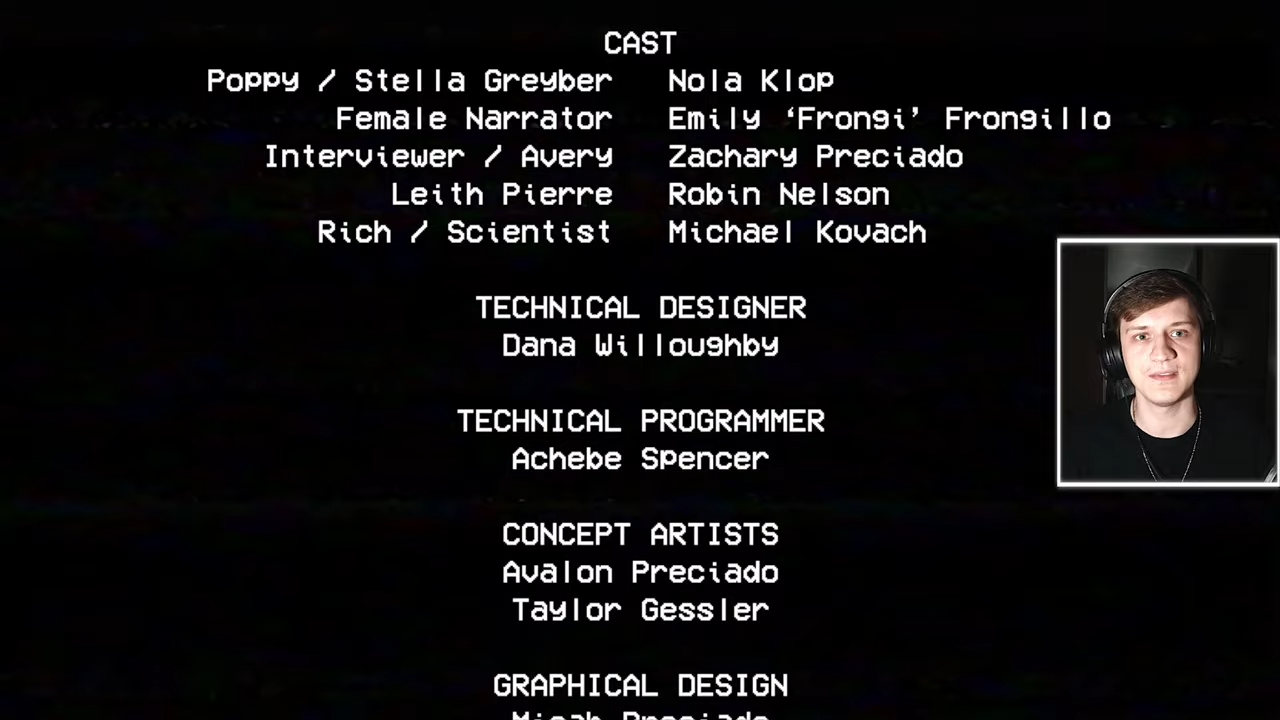 CAST
Poppy / Stella Greyber Nola Klop
Female Narrator Emily ‘Frongi’ Frongillo
Interviewer / Avery Zachary Preciado
Leith Pierre Robin Nelson
Rich / Scientist Michael Kovach
TECHNICAL DESIGNER
Dana Willoughby
TECHNICAL PROGRAMMER
Achebe Spencer
CONCEPT ARTISTS
Avalon Preciado
Taylor Gessler
GRAPHICAL DESIGN
Micah Preciado